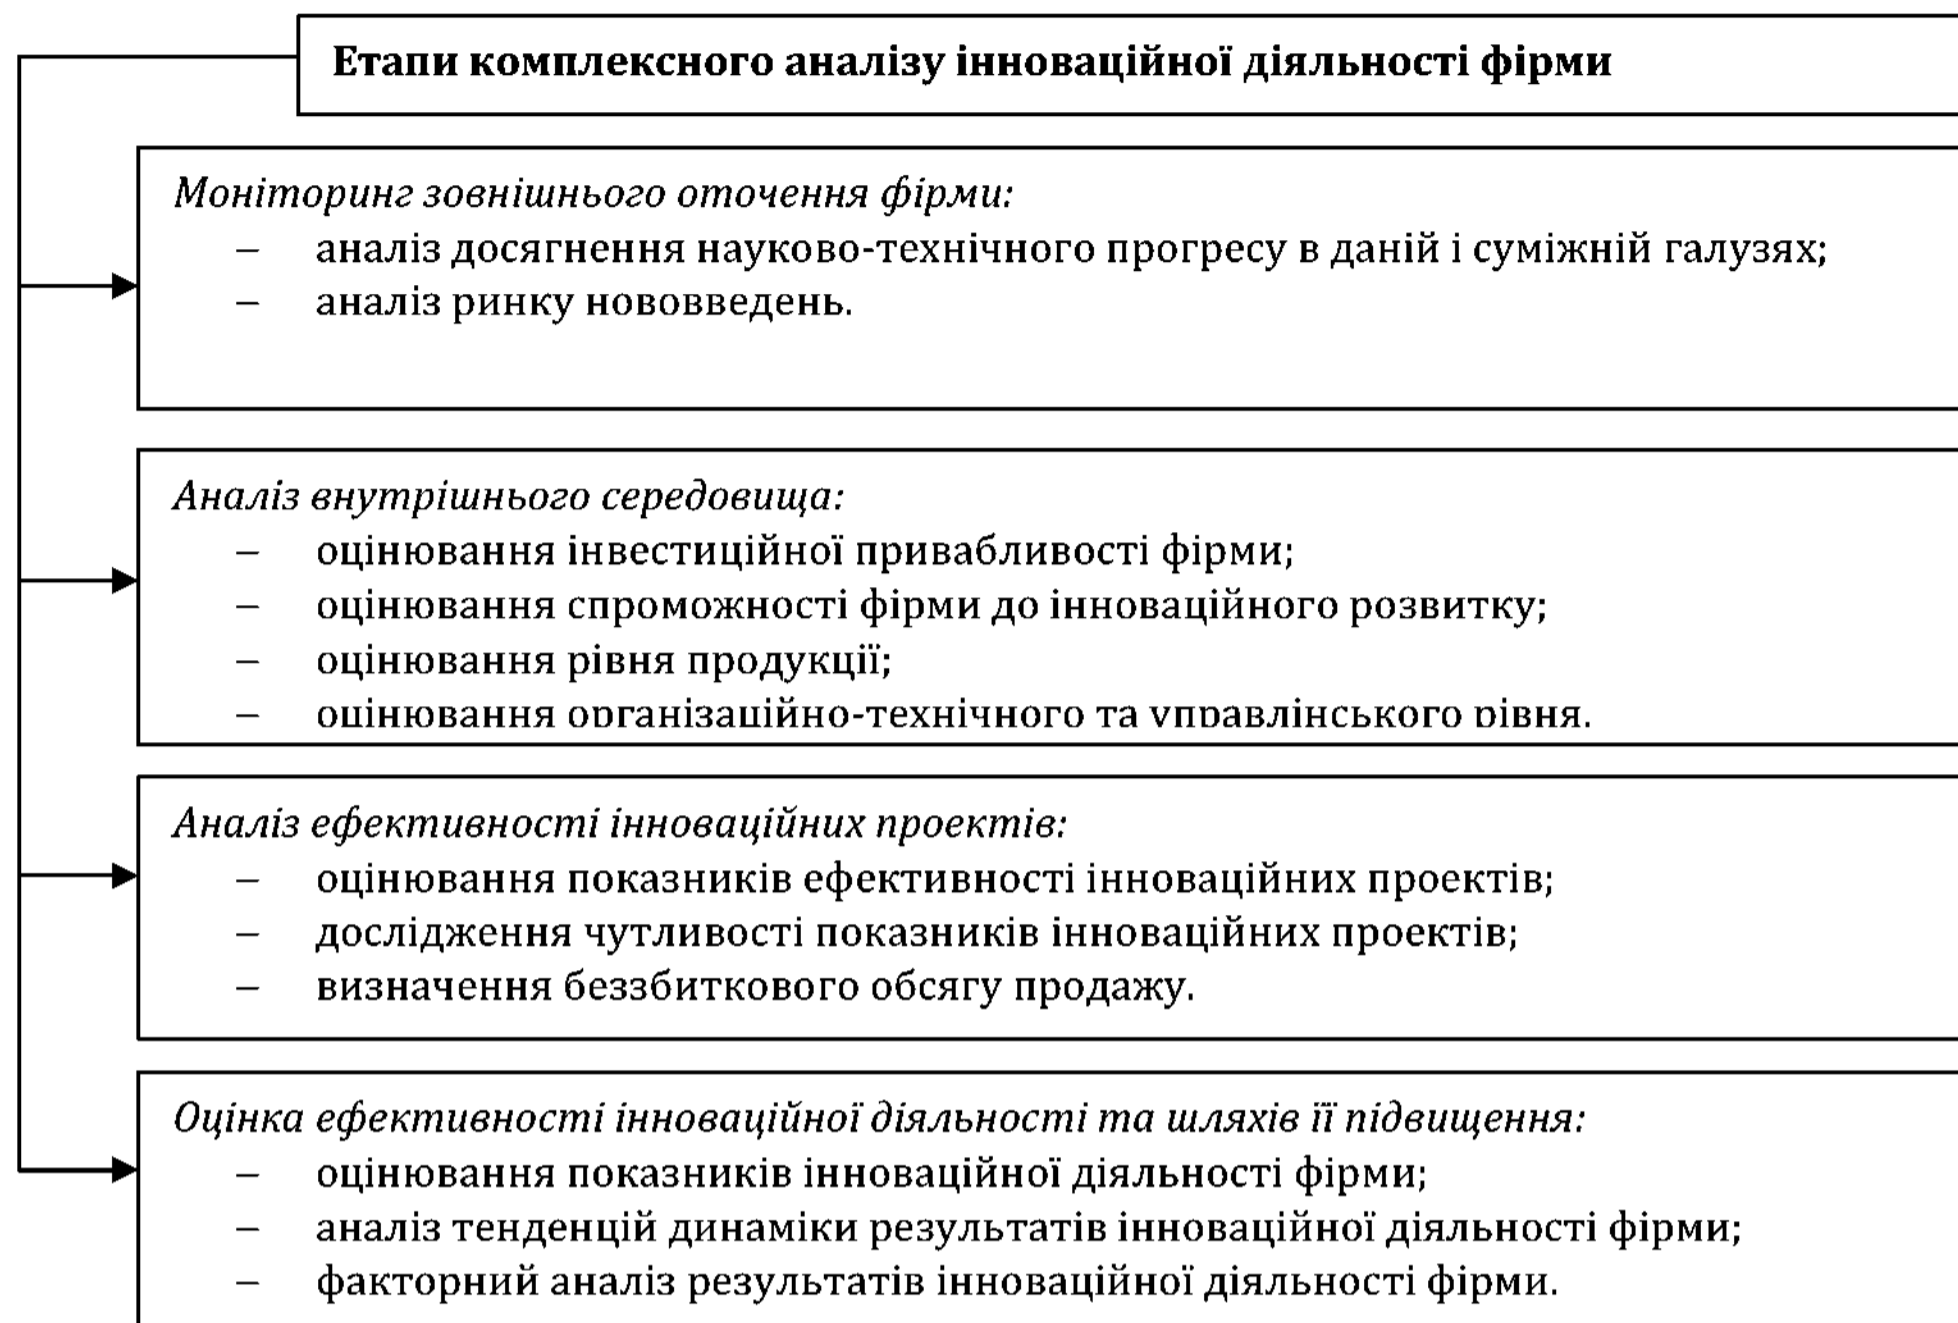 Етапи комплексного аналізу інноваційної діяльності фірми
Моніторинг зовнішнього оточення фірми:
– аналіз досягнення науково-технічного прогресу в даній і суміжній галузях;
– аналіз ринку нововведень.
Аналіз внутрішнього середовища:
– оцінювання інвестиційної привабливості фірми;
– оцінювання спроможності фірми до інноваційного розвитку;
– оцінювання рівня продукції;
– оцінювання організаційно-технічного та управлінського рівня.
Аналіз ефективності інноваційних проектів:
– оцінювання показників ефективності інноваційних проектів;
– дослідження чутливості показників інноваційних проектів;
– визначення беззбиткового обсягу продажу.
Оцінка ефективності інноваційної діяльності та шляхів її підвищення:
– оцінювання показників інноваційної діяльності фірми;
– аналіз тенденцій динаміки результатів інноваційної діяльності фірми;
– факторний аналіз результатів інноваційної діяльності фірми.